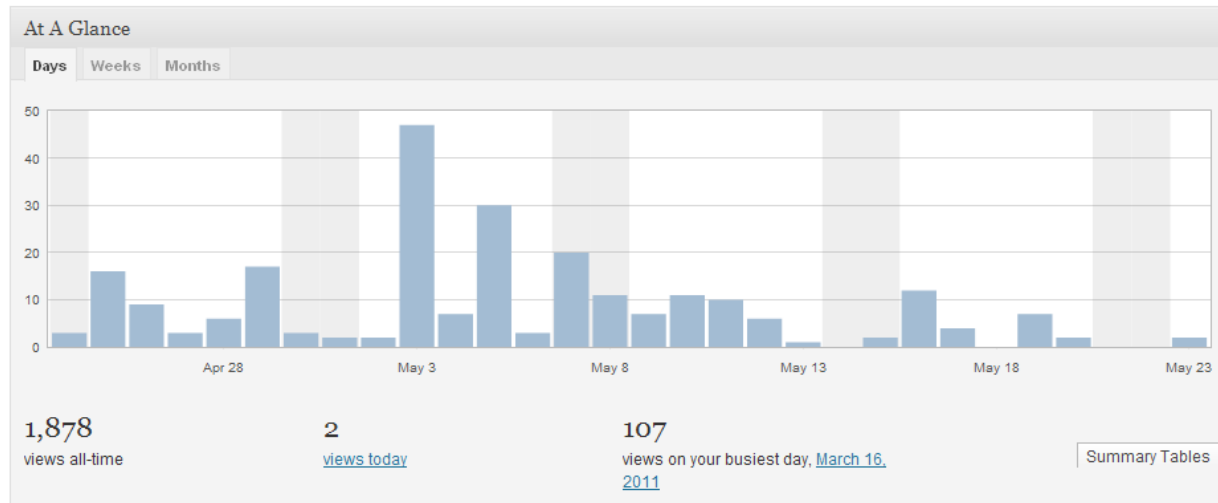 At A Glance
Days Weeks Months
50
40
30
20
10
0
Apr 28 May 3 May 8 May 13 May 18 May 23
1,878 2 107
views all-time views today views on your busiest day, March 16,
2011
Summary Tables